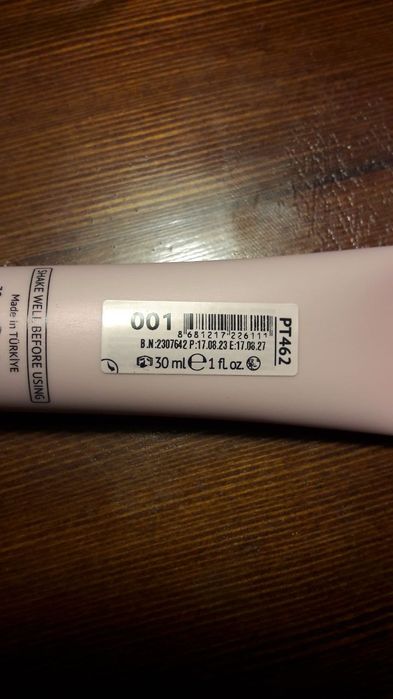 SHAKE WELL BEFORE USING
Made in TÜRKİYE
001
8 681217 226111
B.N:2307642 P:17.08.23 E:17.08.27
30 ml e 1 fl.oz.
PT462